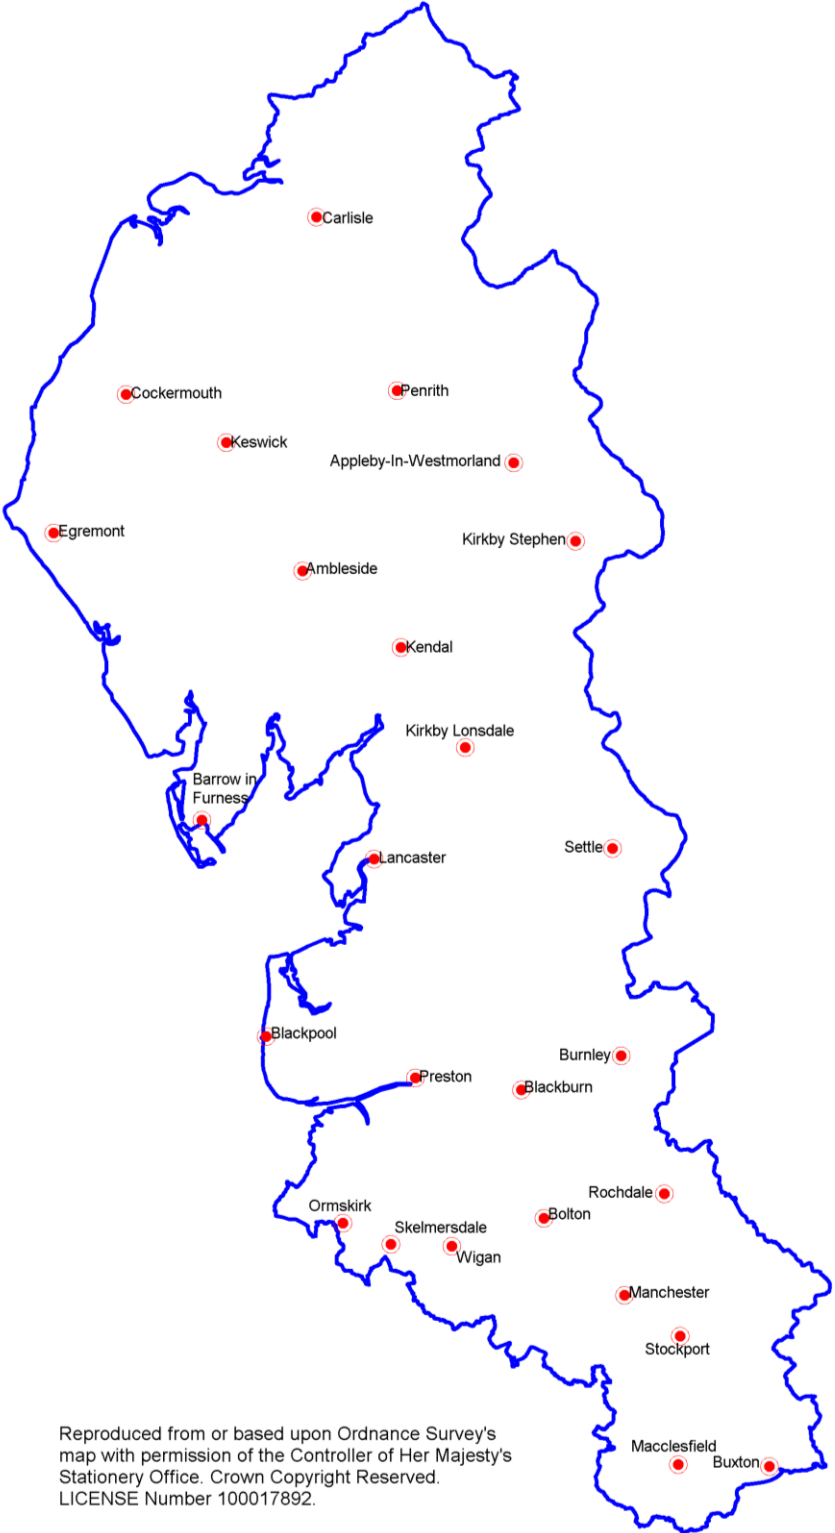 Carlisle
Cockermouth
Penrith
Keswick
Appleby-In-Westmorland
Egremont
Kirkby Stephen
Ambleside
Kendal
Kirkby Lonsdale
Barrow in
Furness
Settle
Lancaster
Blackpool
Burnley
Preston
Blackburn
Rochdale
Ormskirk
Bolton
Skelmersdale
Wigan
Manchester
Stockport
Macclesfield
Buxton
Reproduced from or based upon Ordnance Survey's
map with permission of the Controller of Her Majesty's
Stationery Office. Crown Copyright Reserved.
LICENSE Number 100017892.